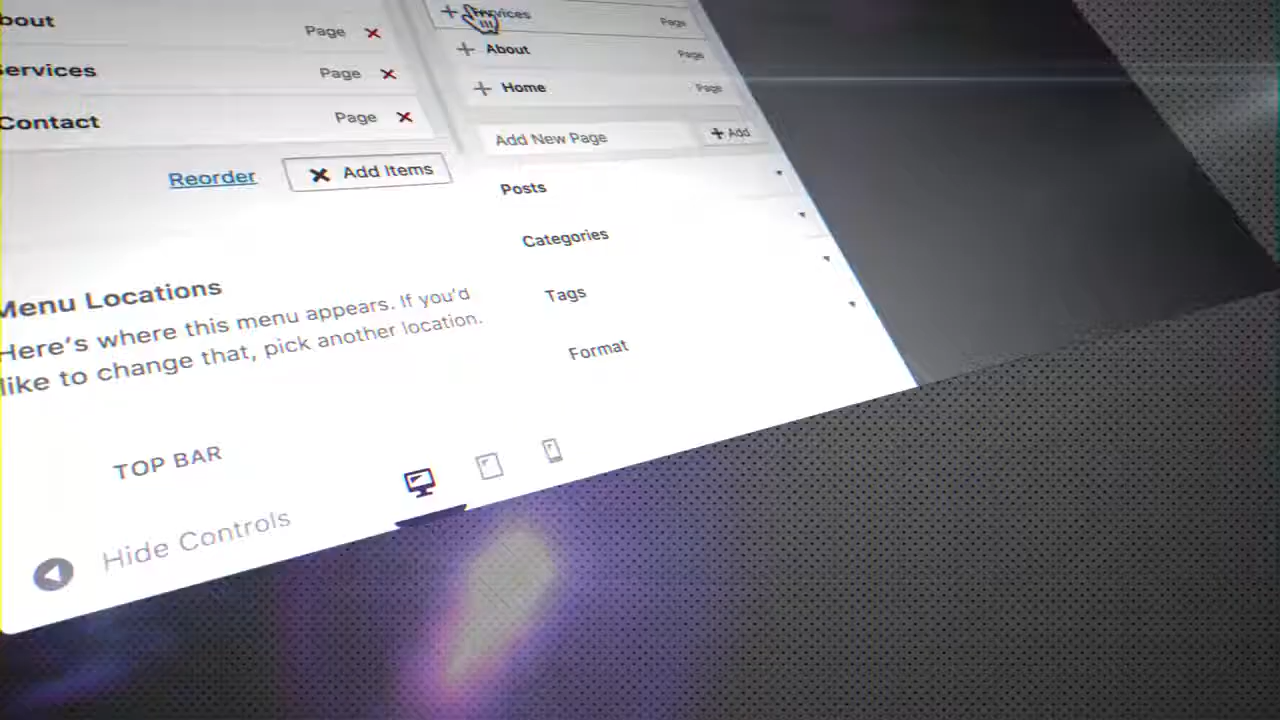 bout
Page
ervices
Page
Contact
Page
Reorder
Add Items
Menu Locations
Here's where this menu appears. If you'd
like to change that, pick another location.
TOP BAR
Hide Controls
Page
About
Page
Home
Page
Add New Page
Add
Posts
Categories
Tags
Format